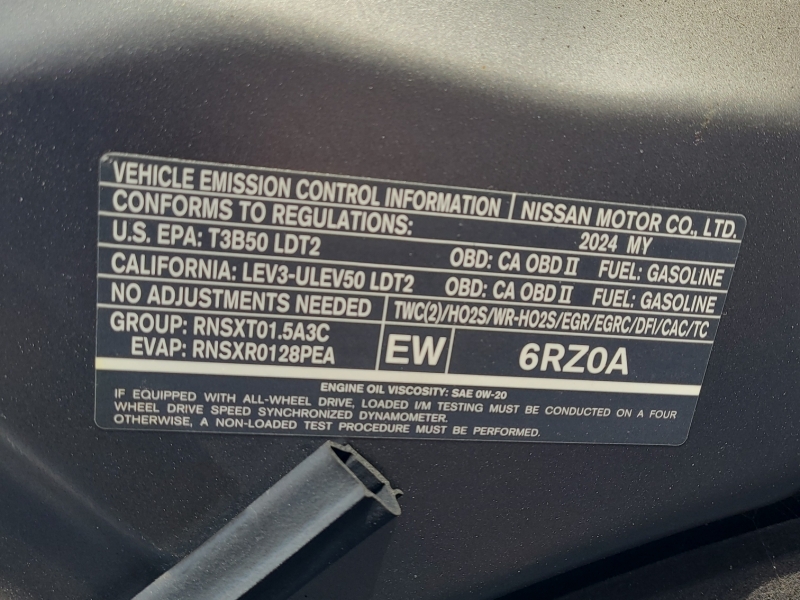 VEHICLE EMISSION CONTROL INFORMATION NISSAN MOTOR CO., LTD.
CONFORMS TO REGULATIONS: 2024 MY
U.S. EPA: T3B50 LDT2 OBD: CA OBD II FUEL: GASOLINE
CALIFORNIA: LEV3-ULEV50 LDT2 OBD: CA OBD II FUEL: GASOLINE
NO ADJUSTMENTS NEEDED TWC(2)/HO2S/WR-HO2S/EGR/EGRC/DFI/CAC/TC
GROUP: RNSXT01.5A3C
EVAP: RNSXR0128PEA
EW
6RZ0A
ENGINE OIL VISCOSITY: SAE 0W-20
IF EQUIPPED WITH ALL-WHEEL DRIVE, LOADED I/M TESTING MUST BE CONDUCTED ON A FOUR
WHEEL DRIVE SPEED SYNCHRONIZED DYNAMOMETER.
OTHERWISE, A NON-LOADED TEST PROCEDURE MUST BE PERFORMED.